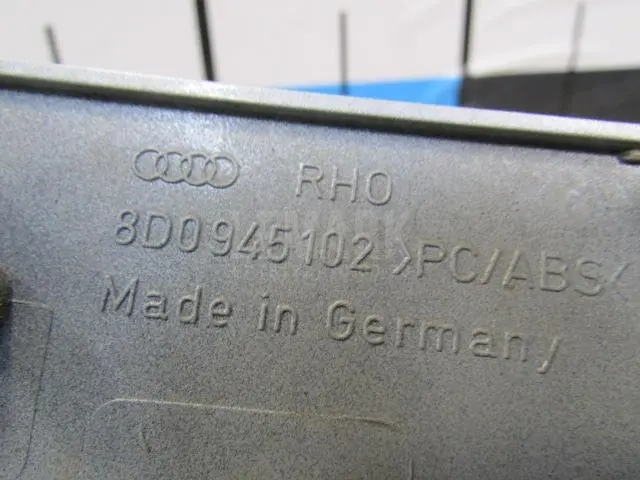 RHO
8D0945102 >PC/ABS<
Made in Germany